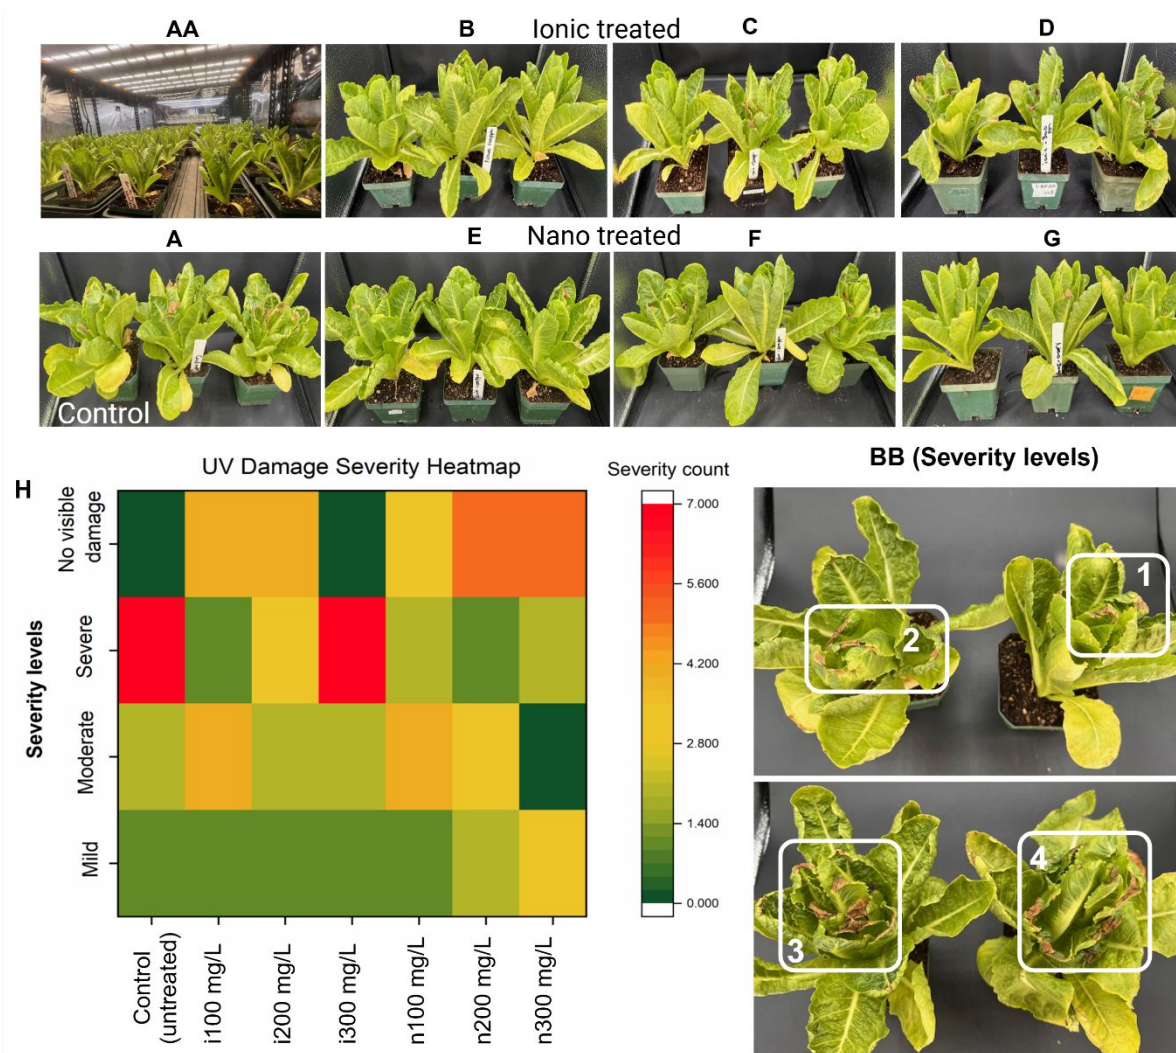 AA
B
Ionic treated
C
D
A
E
Nano treated
F
G
Control
H
UV Damage Severity Heatmap
Severity levels
No visible
damage
Severe
Moderate
Mild
Control
(untreated)
i100 mg/L
i200 mg/L
i300 mg/L
n100 mg/L
n200 mg/L
n300 mg/L
Severity count
7.000
5.600
4.200
2.800
1.400
0.000
BB (Severity levels)
1
2
3
4